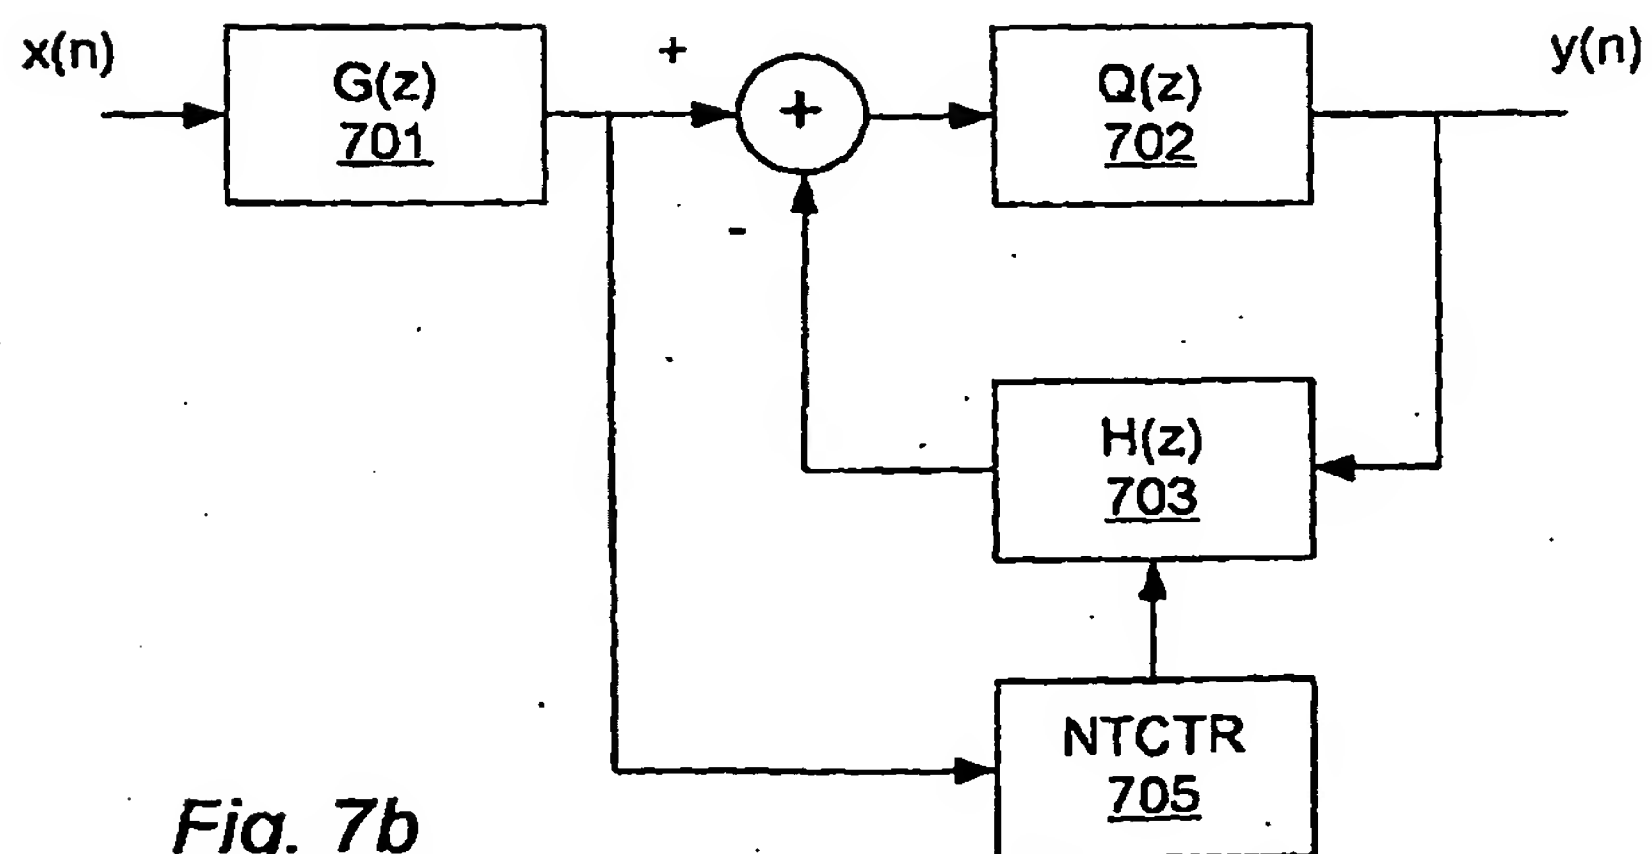 x(n)
G(z)
701
+
+
Q(z)
702
y(n)
-
H(z)
703
NTCTR
705
Fig. 7b